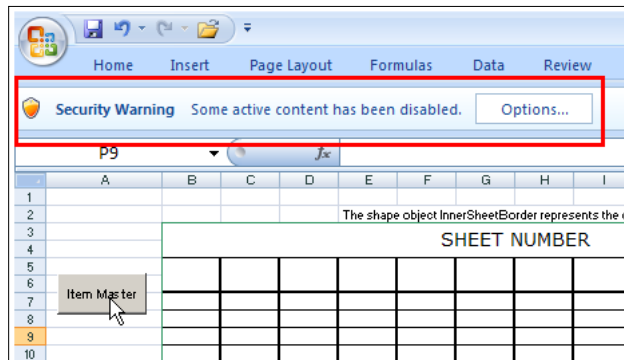 Home Insert Page Layout Formulas Data Review
Security Warning Some active content has been disabled. Options...
P9 fx
A B C D E F G H I
1
2 The shape object InnerSheetBorder represents the
3 SHEET NUMBER
4
5
6
Item Master
7
8
9
10